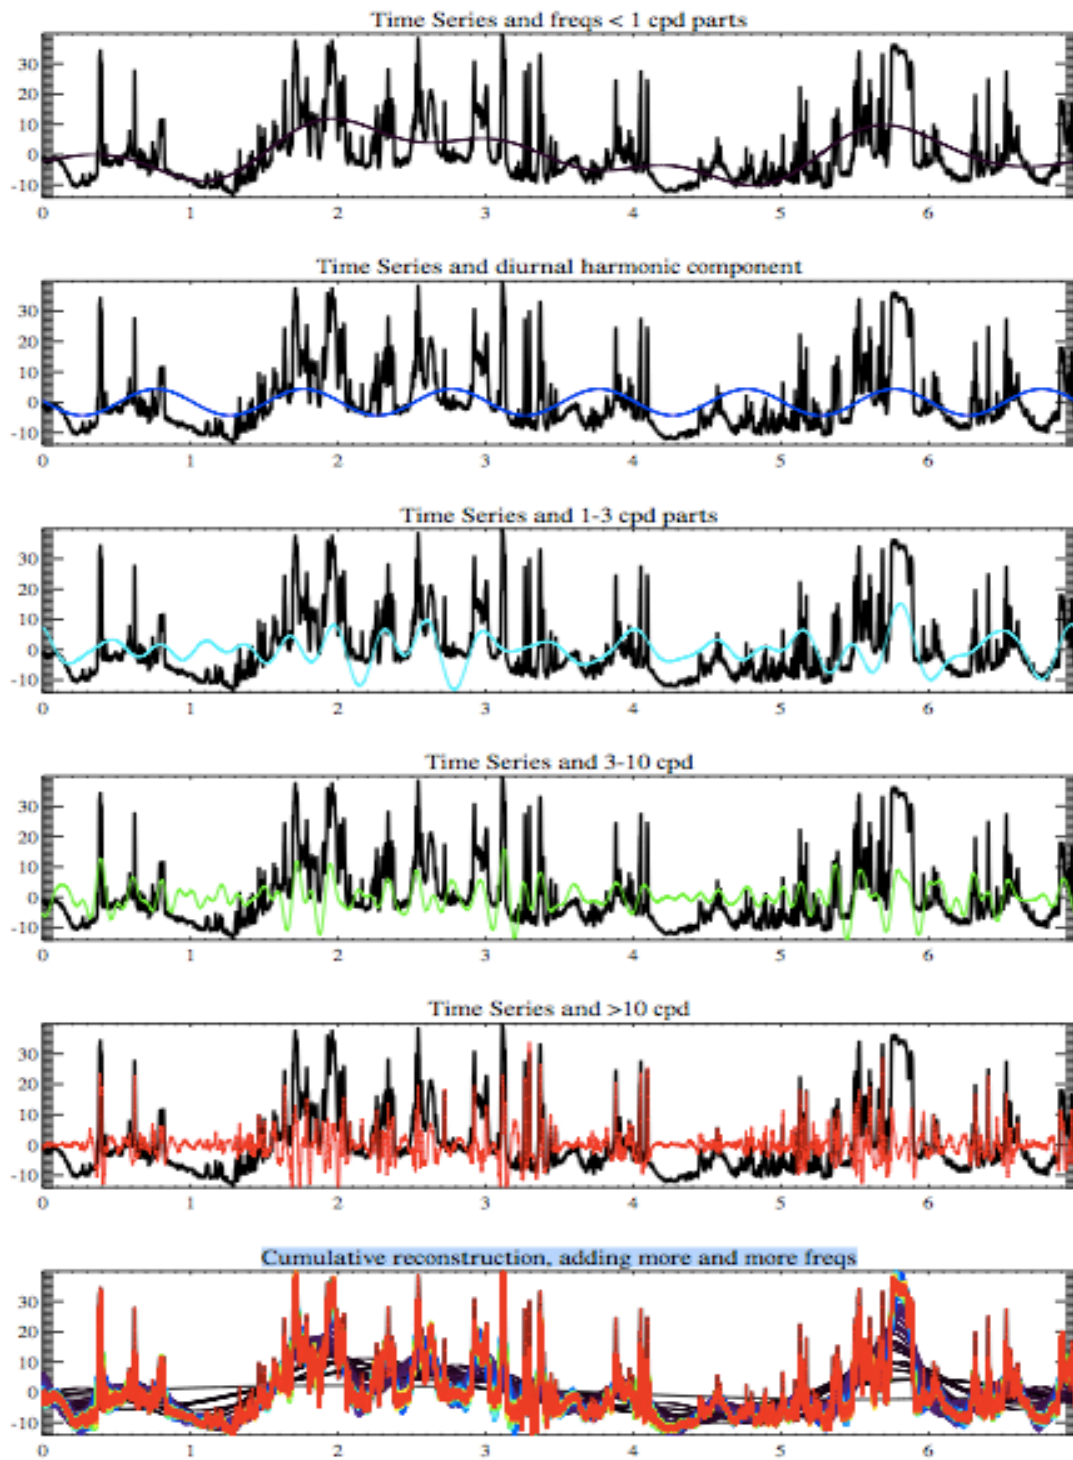 Time Series and freqs < 1 cpd parts
30
20
10
0
-10
0 1 2 3 4 5 6
Time Series and diurnal harmonic component
30
20
10
0
-10
0 1 2 3 4 5 6
Time Series and 1-3 cpd parts
30
20
10
0
-10
0 1 2 3 4 5 6
Time Series and 3-10 cpd
30
20
10
0
-10
0 1 2 3 4 5 6
Time Series and >10 cpd
30
20
10
0
-10
0 1 2 3 4 5 6
Cumulative reconstruction, adding more and more freqs
30
20
10
0
-10
0 1 2 3 4 5 6